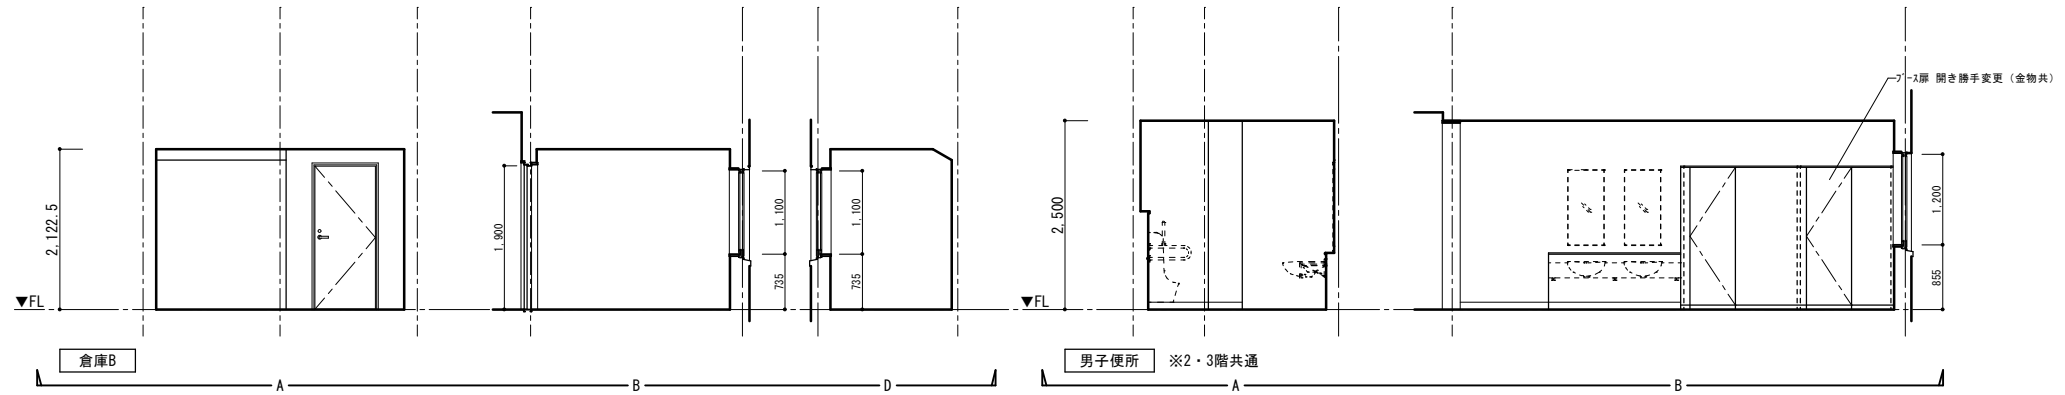 ブース扉 開き勝手変更（金物共）
2,122.5
1,900
1,100
735
1,100
735
2,500
1,200
855
▼FL
▼FL
倉庫B
男子便所 ※2・3階共通
A
B
D
A
B